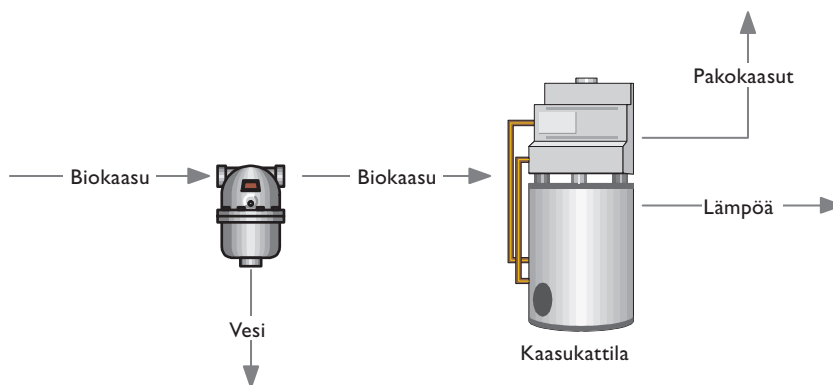 Pakokaasut
Biokaasu
Biokaasu
Lämpöä
Vesi
Kaasukattila